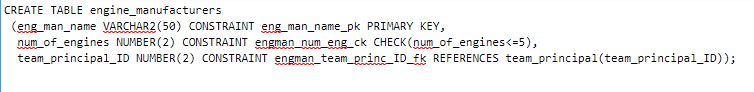 CREATE TABLE engine_manufacturers
(eng_man_name VARCHAR2(50) CONSTRAINT eng_man_name_pk PRIMARY KEY,
num_of_engines NUMBER(2) CONSTRAINT engman_num_eng_ck CHECK(num_of_engines<=5),
team_principal_ID NUMBER(2) CONSTRAINT engman_team_princ_ID_fk REFERENCES team_principal(team_principal_ID));